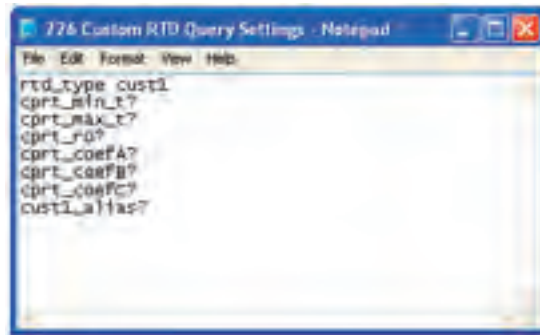 726 Custom RTD Query Settings - Notepad
File Edit Format View Help
rtd_type cust1
cprt_min_t?
cprt_max_t?
cprt_r0?
cprt_coefA?
cprt_coefB?
cprt_coefC?
cust1_alias?